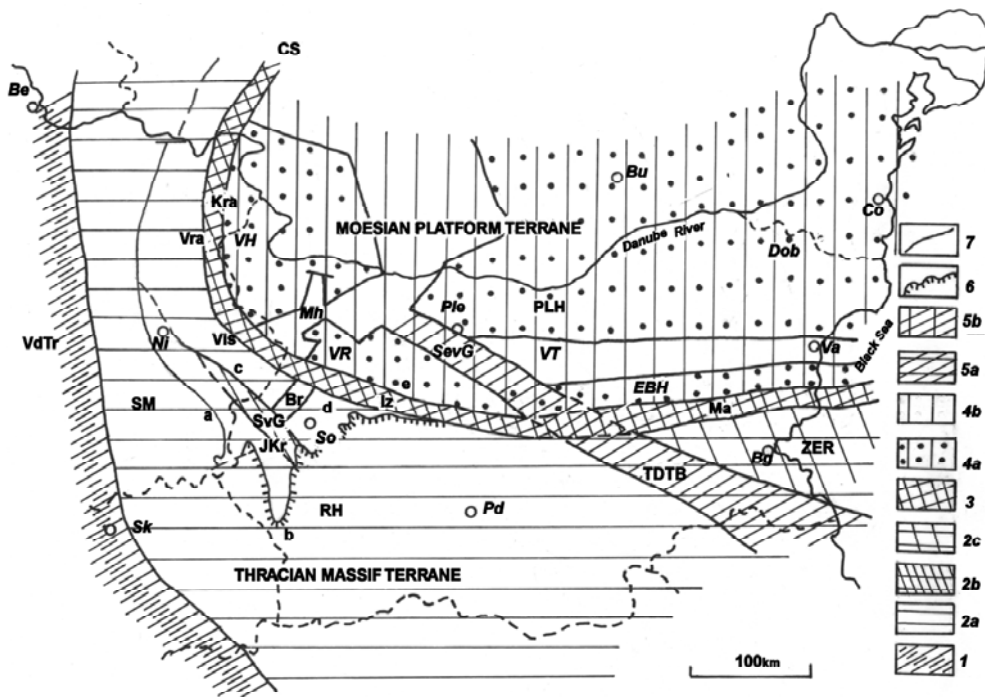 CS
Be
Bu
Kra
Co
Vra
VH
MOESIAN PLATFORM TERRANE
Danube River
Dob
7
Mh
Plo
PLH
6
VdTr
Ni
Vis
VR
SevG
VT
Va
Black Sea
5b
c
EBH
5a
SM
Br
Iz
Ma
a
SvG
d
4b
So
JKr
ZER
4a
TDTB
Bg
3
RH
Pd
Sk
b
2c
THRACIAN MASSIF TERRANE
2b
2a
100km
1